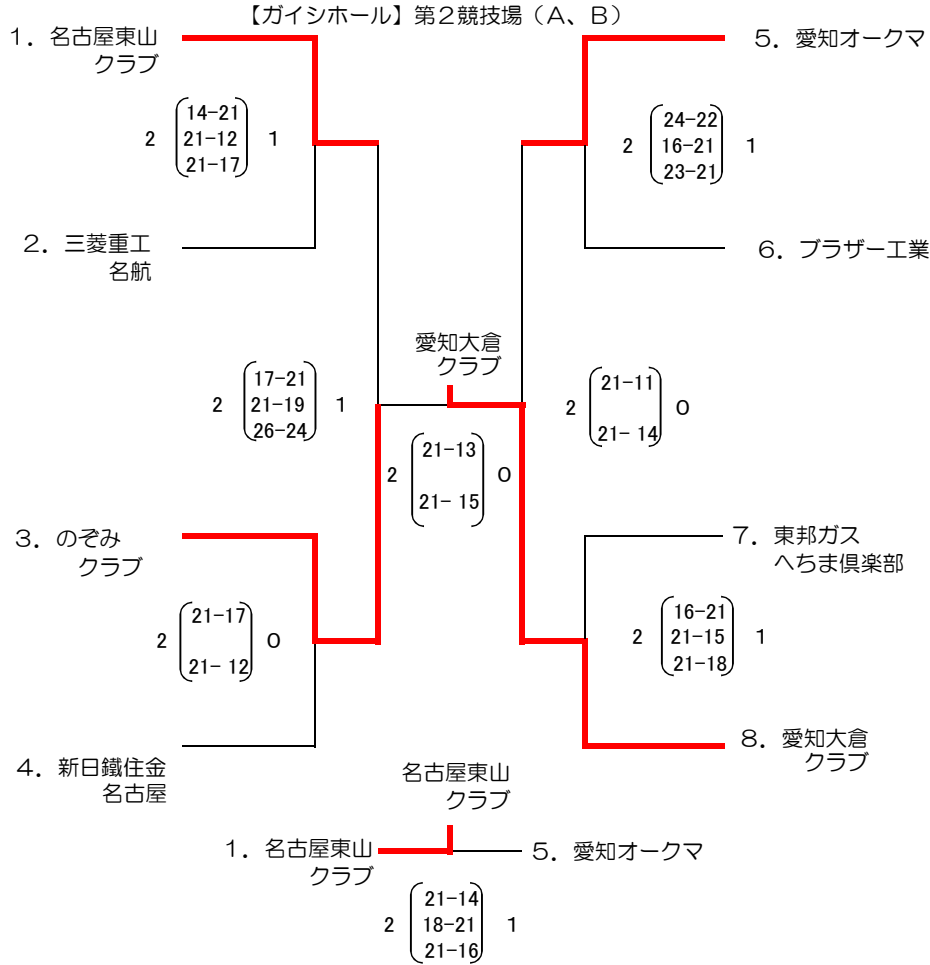 【ガイシホール】第２競技場（Ａ、Ｂ）
１．名古屋東山
クラブ
５．愛知オークマ
2
14-21
21-12
21-17
1
2
24-22
16-21
23-21
1
２．三菱重工
名航
６．ブラザー工業
愛知大倉
クラブ
2
17-21
21-19
26-24
1
2
21-11
21- 14
0
2
21-13
21- 15
0
３．のぞみ
クラブ
７．東邦ガス
へちま倶楽部
2
21-17
21- 12
0
2
16-21
21-15
21-18
1
４．新日鐵住金
名古屋
８．愛知大倉
クラブ
名古屋東山
クラブ
１．名古屋東山
クラブ
５．愛知オークマ
2
21-14
18-21
21-16
1